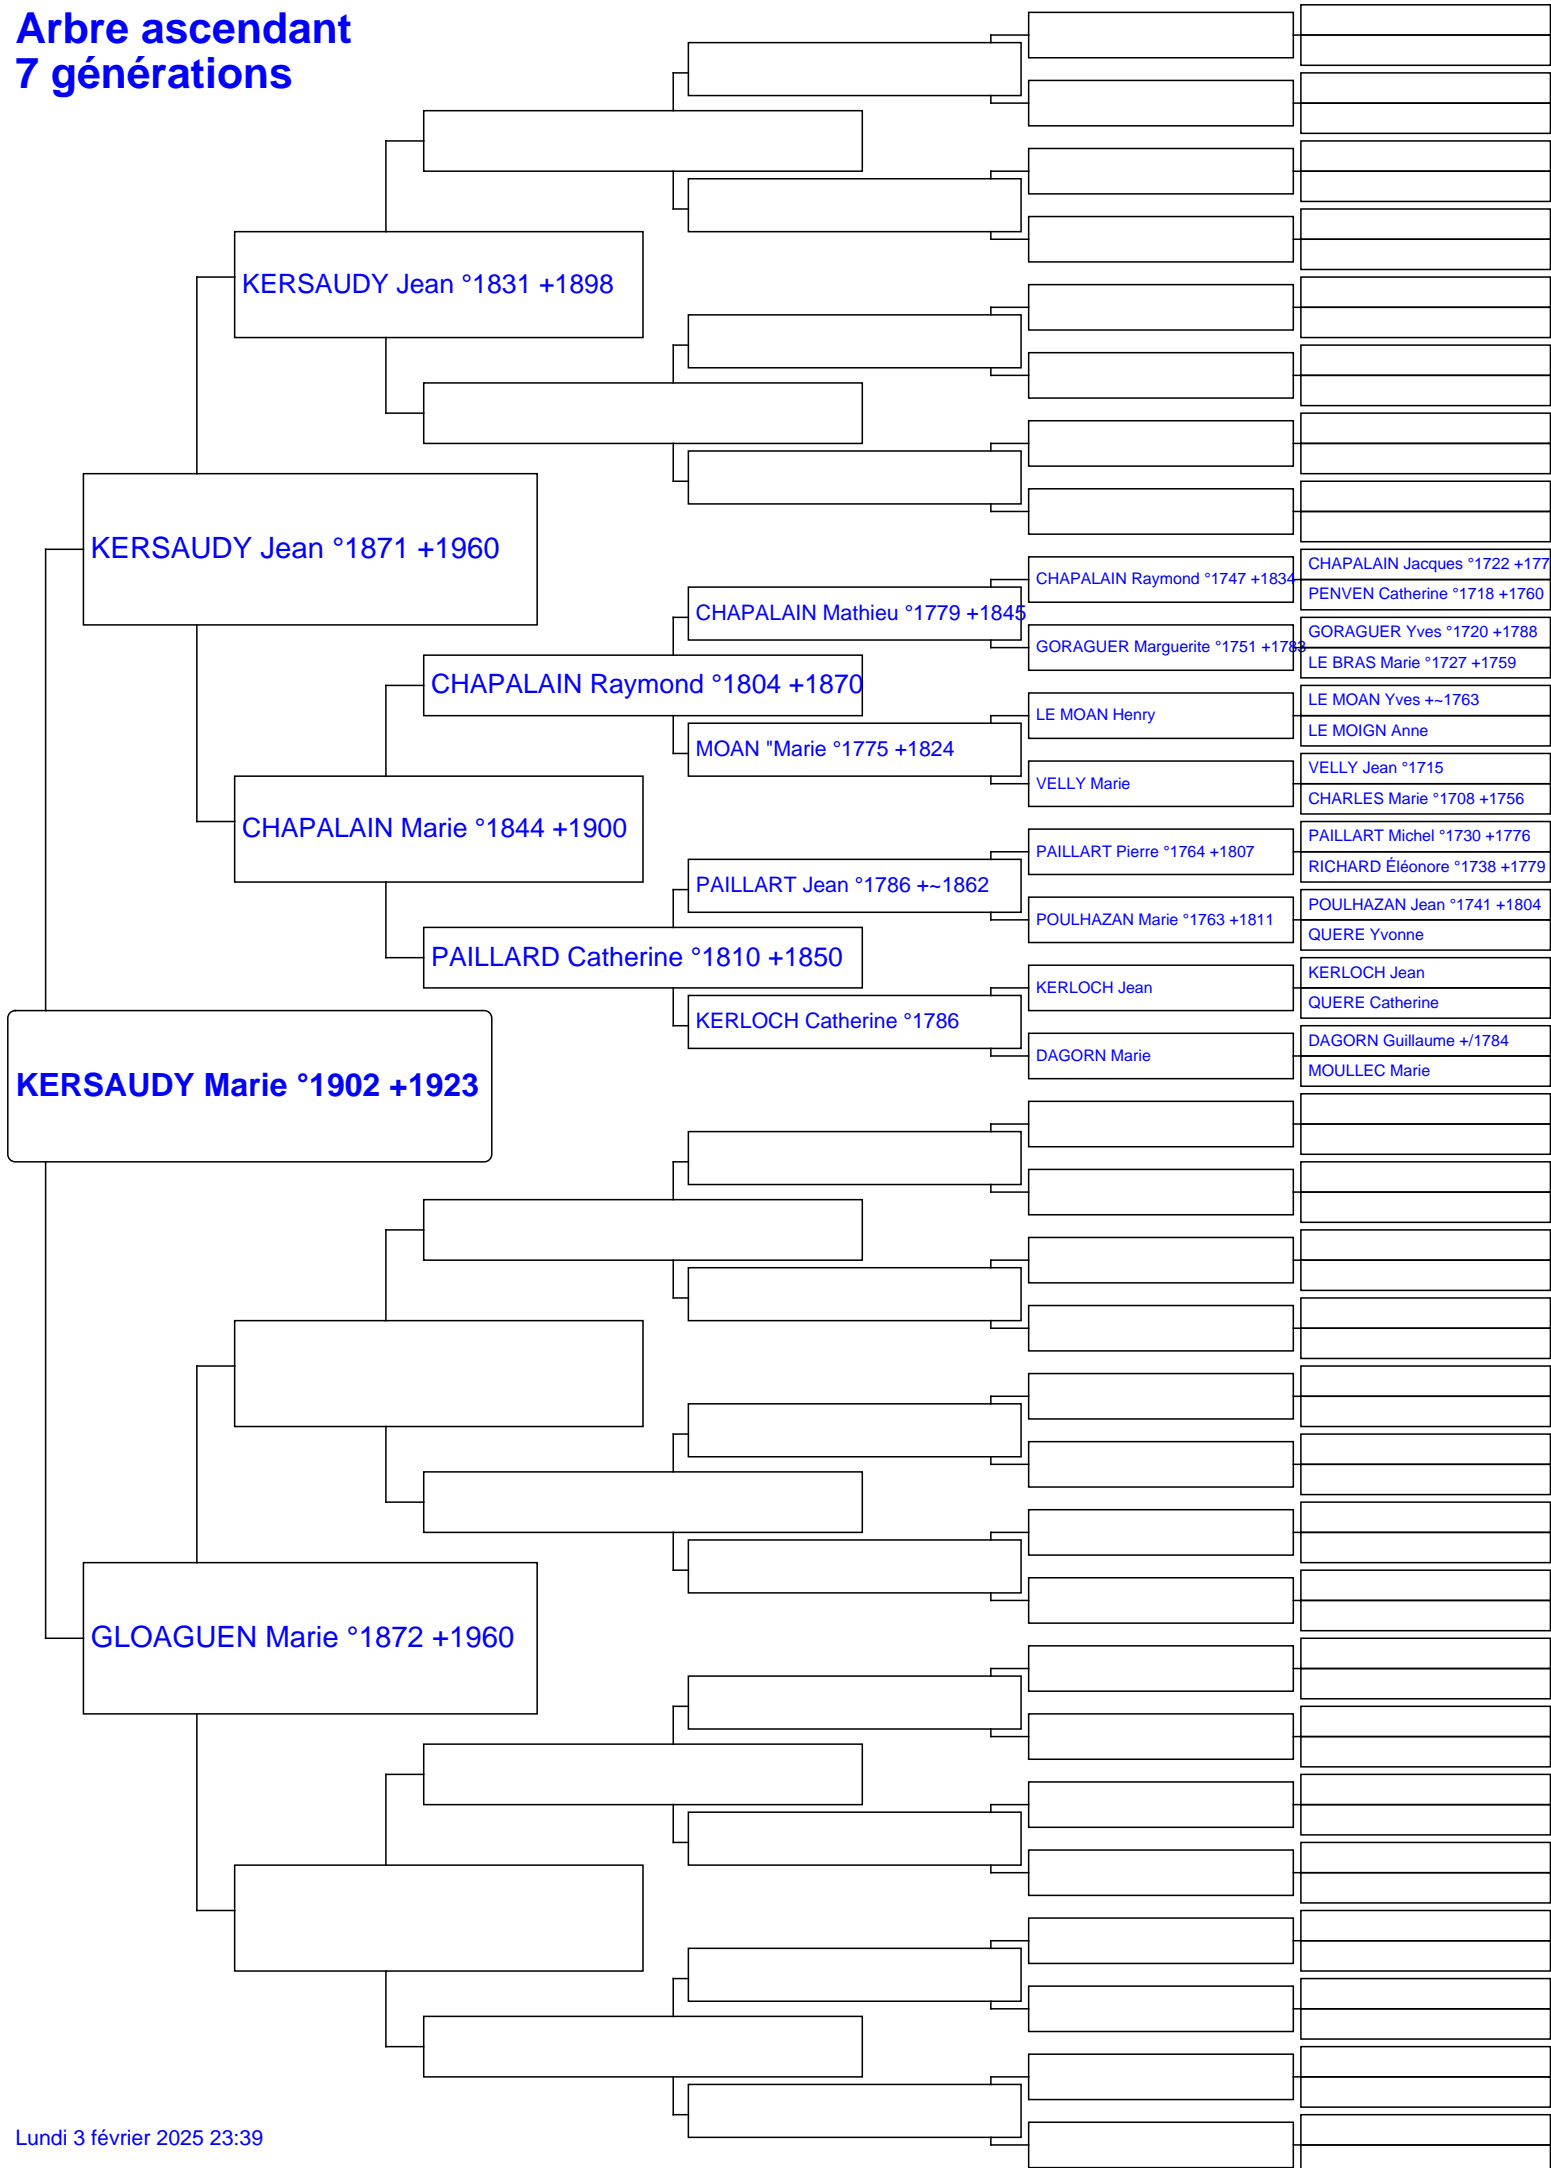 Arbre ascendant
7 générations
KERSAUDY Jean °1831 +1898
KERSAUDY Jean °1871 +1960
CHAPALAIN Jacques °1722 +177
CHAPALAIN Raymond °1747 +1834
PENVEN Catherine °1718 +1760
CHAPALAIN Mathieu °1779 +1845
GORAGUER Yves °1720 +1788
GORAGUER Marguerite °1751 +1783
LE BRAS Marie °1727 +1759
CHAPALAIN Raymond °1804 +1870
LE MOAN Yves +~1763
LE MOAN Henry
LE MOIGN Anne
MOAN "Marie °1775 +1824
VELLY Jean °1715
VELLY Marie
CHARLES Marie °1708 +1756
CHAPALAIN Marie °1844 +1900
PAILLART Michel °1730 +1776
PAILLART Pierre °1764 +1807
RICHARD Éléonore °1738 +1779
PAILLART Jean °1786 +~1862
POULHAZAN Jean °1741 +1804
POULHAZAN Marie °1763 +1811
QUERE Yvonne
PAILLARD Catherine °1810 +1850
KERLOCH Jean
KERLOCH Jean
QUERE Catherine
KERLOCH Catherine °1786
DAGORN Guillaume +/1784
DAGORN Marie
MOULLEC Marie
KERSAUDY Marie °1902 +1923
GLOAGUEN Marie °1872 +1960
Lundi 3 février 2025 23:39